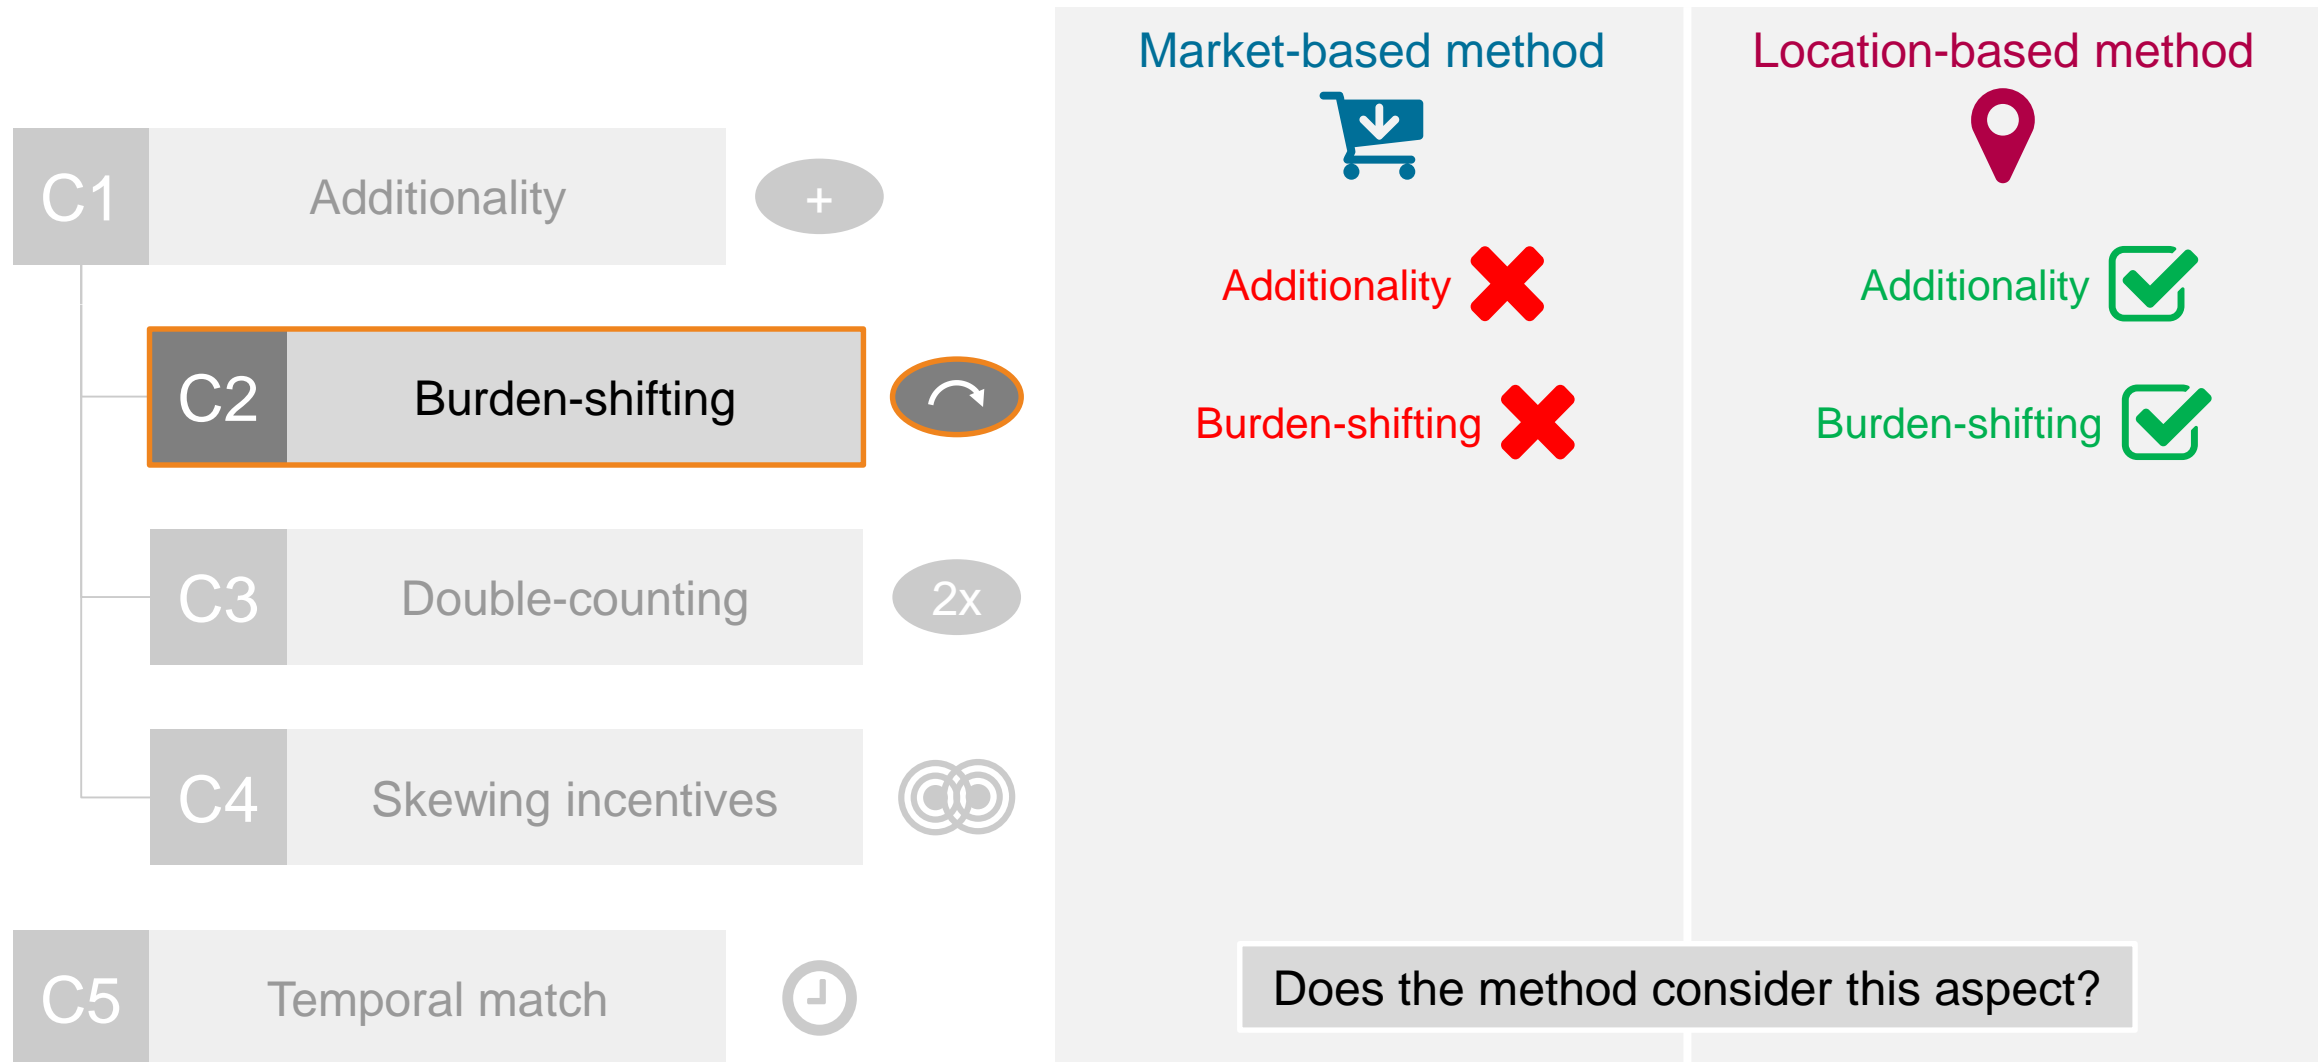 Market-based method
Location-based method
C1
Additionality
+
Additionality
Additionality
C2
Burden-shifting
Burden-shifting
Burden-shifting
C3
Double-counting
2x
C4
Skewing incentives
C5
Temporal match
Does the method consider this aspect?